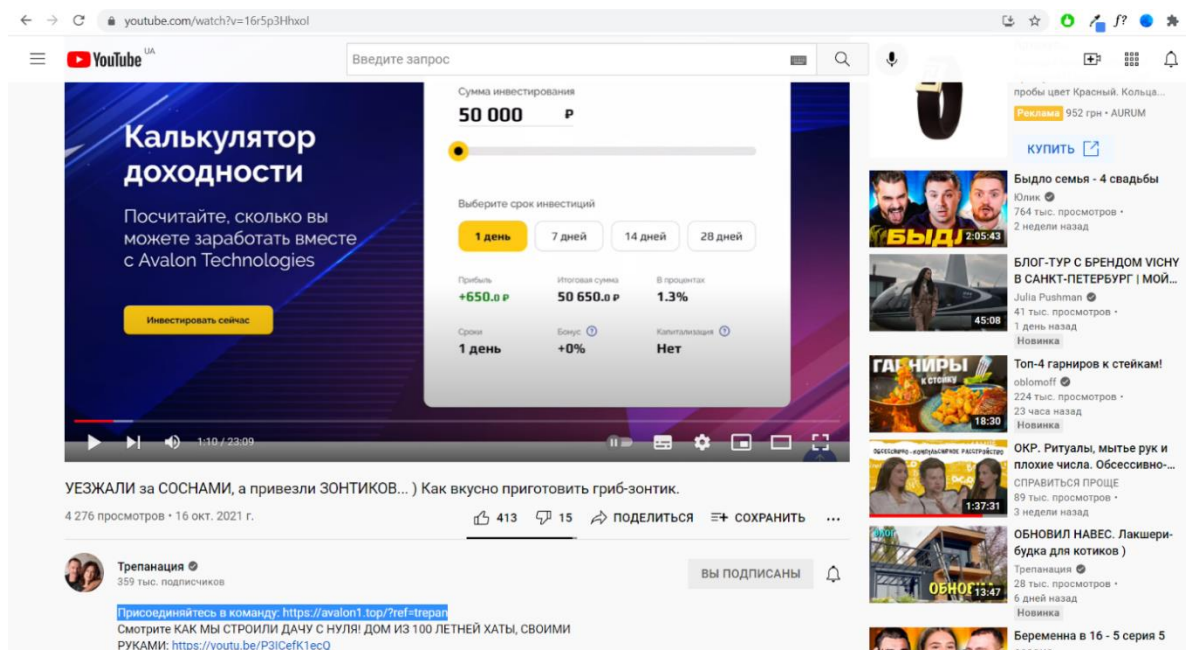 youtube.com/watch?v=16r5p3Hhxol
YouTube UA
Введите запрос
Калькулятор
доходности
Посчитайте, сколько вы
можете заработать вместе
с Avalon Technologies
Инвестировать сейчас
Сумма инвестирования
50 000 ₽
Выберите срок инвестиций
1 день 7 дней 14 дней 28 дней
Прибыль Итоговая сумма В процентах
+650.0 ₽ 50 650.0 ₽ 1.3%
Сроки Бонус ? Капитализация ?
1 день +0% Нет
1:10 / 23:09
УЕЗЖАЛИ за СОСНАМИ, а привезли ЗОНТИКОВ... ) Как вкусно приготовить гриб-зонтик.
4 276 просмотров • 16 окт. 2021 г.
413 15 ПОДЕЛИТЬСЯ СОХРАНИТЬ ...
Трепанация
359 тыс. подписчиков
ВЫ ПОДПИСАНЫ
Присоединяйтесь в команду: https://avalon1.top/?ref=trepan
Смотрите КАК МЫ СТРОИЛИ ДАЧУ С НУЛЯ! ДОМ ИЗ 100 ЛЕТНЕЙ ХАТЫ, СВОИМИ
РУКАМИ: https://youtu.be/P3ICefK1ecQ
пробы цвет Красный. Кольца...
Реклама 952 грн • AURUM
КУПИТЬ
БЫДЛ
2:05:43
Быдло семья - 4 свадьбы
Юлик
764 тыс. просмотров •
2 недели назад
45:08
БЛОГ-ТУР С БРЕНДОМ VICHY
В САНКТ-ПЕТЕРБУРГ | МОЙ...
Julia Pushman
41 тыс. просмотров •
1 день назад
Новинка
ГАРНИРЫ
К СТЕЙКУ
18:30
Топ-4 гарниров к стейкам!
oblomoff
224 тыс. просмотров •
23 часа назад
Новинка
ОБСЕССИВНО-КОМПУЛЬСИВНОЕ РАССТРОЙСТВО
1:37:31
ОКР. Ритуалы, мытье рук и
плохие числа. Обсессивно-...
СПРАВИТЬСЯ ПРОЩЕ
89 тыс. просмотров •
3 недели назад
ВЛОГ
ОБНОВИЛ
13:47
ОБНОВИЛ НАВЕС. Лакшери-
будка для котиков )
Трепанация
28 тыс. просмотров •
6 дней назад
Новинка
Беременна в 16 - 5 серия 5